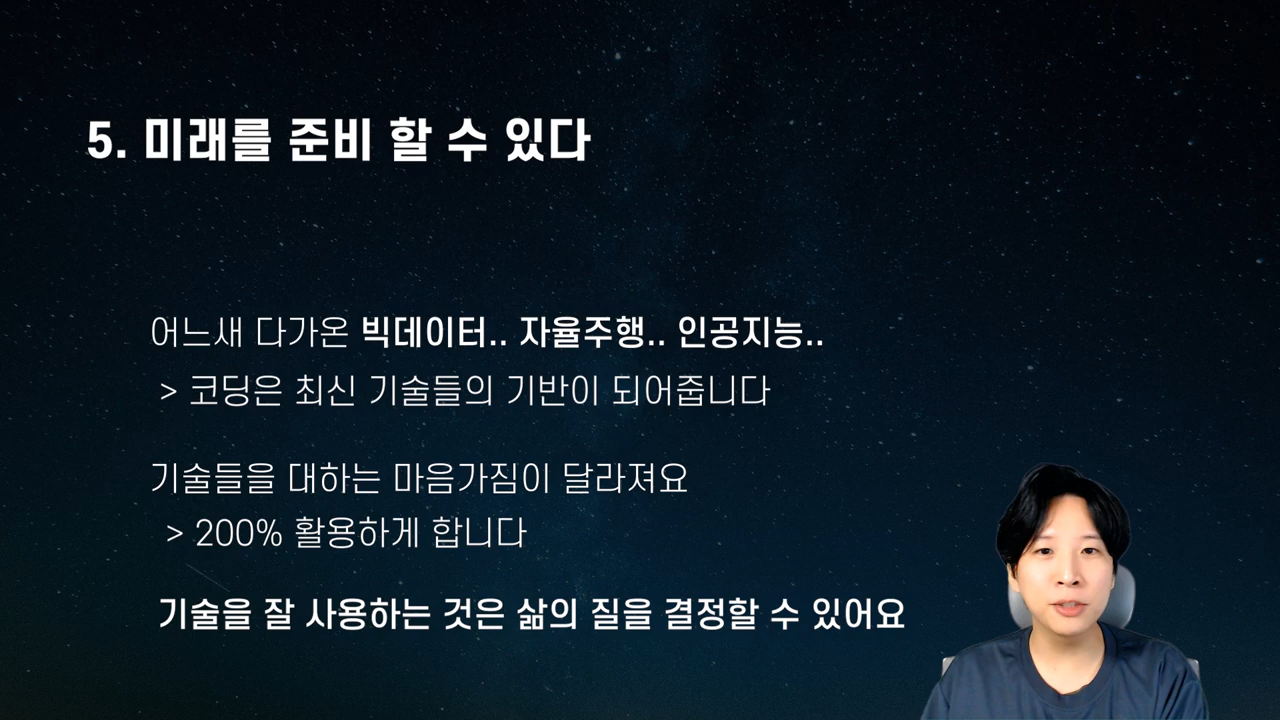 5. 미래를 준비 할 수 있다
어느새 다가온 빅데이터.. 자율주행.. 인공지능..
> 코딩은 최신 기술들의 기반이 되어줍니다
기술들을 대하는 마음가짐이 달라져요
> 200% 활용하게 합니다
기술을 잘 사용하는 것은 삶의 질을 결정할 수 있어요